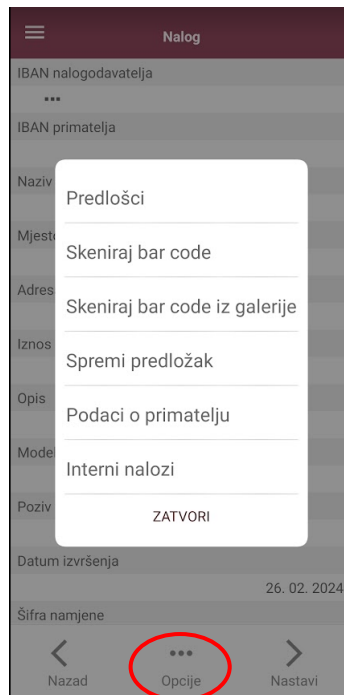 Nalog
IBAN nalogodavatelja
IBAN primatelja
Naziv
Predlošci
Mjesto
Skeniraj bar code
Adres
Skeniraj bar code iz galerije
Iznos
Spremi predložak
Opis
Podaci o primatelju
Model
Interni nalozi
Poziv
ZATVORI
Datum izvršenja
26. 02. 2024
Šifra namjene
Nazad
Opcije
Nastavi